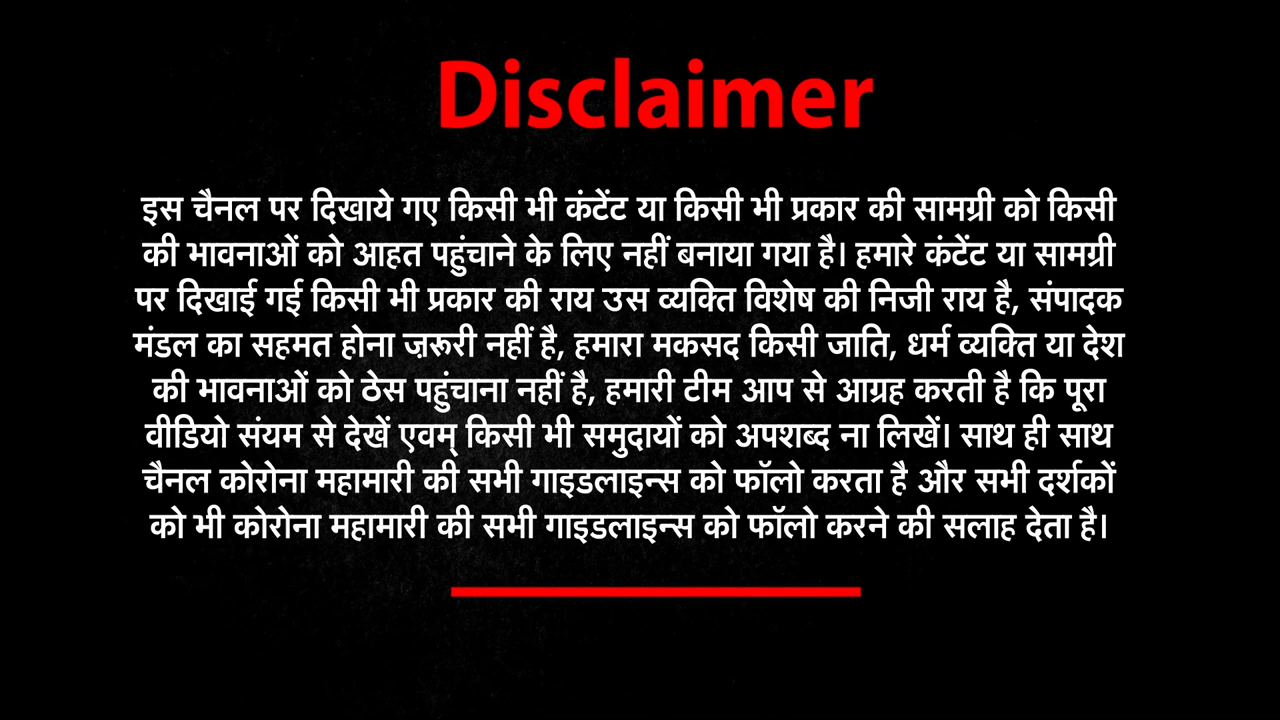 Disclaimer
इस चैनल पर दिखाये गए किसी भी कंटेंट या किसी भी प्रकार की सामग्री को किसी
की भावनाओं को आहत पहुंचाने के लिए नहीं बनाया गया है। हमारे कंटेंट या सामग्री
पर दिखाई गई किसी भी प्रकार की राय उस व्यक्ति विशेष की निजी राय है, संपादक
मंडल का सहमत होना ज़रूरी नहीं है, हमारा मकसद किसी जाति, धर्म व्यक्ति या देश
की भावनाओं को ठेस पहुंचाना नहीं है, हमारी टीम आप से आग्रह करती है कि पूरा
वीडियो संयम से देखें एवम् किसी भी समुदायों को अपशब्द ना लिखें। साथ ही साथ
चैनल कोरोना महामारी की सभी गाइडलाइन्स को फॉलो करता है और सभी दर्शकों
को भी कोरोना महामारी की सभी गाइडलाइन्स को फॉलो करने की सलाह देता है।